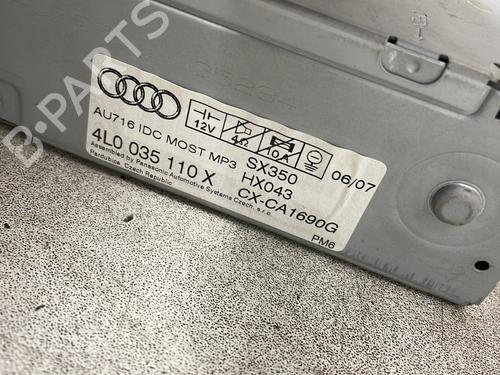 B-PARTS
12V 4Ω 10A 06/07
AU716 IDC MOST MP3 SX350
4L0 035 110 X HX043
Assembled by Panasonic Automotive Systems Czech, s.r.o. CX-CA1690G
Pardubice, Czech Republic
PM6